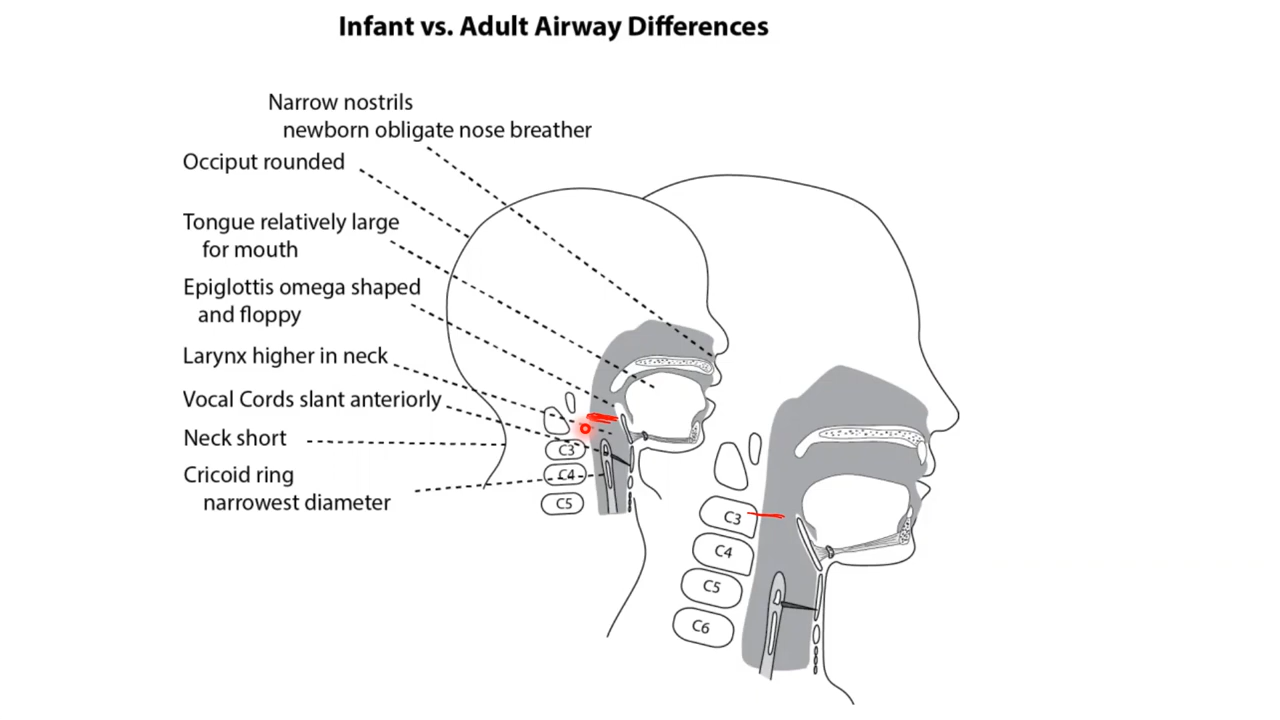 Infant vs. Adult Airway Differences
Narrow nostrils
newborn obligate nose breather
Occiput rounded
Tongue relatively large
for mouth
Epiglottis omega shaped
and floppy
Larynx higher in neck
Vocal Cords slant anteriorly
Neck short
Cricoid ring
narrowest diameter
C3
C4
C5
C3
C4
C5
C6